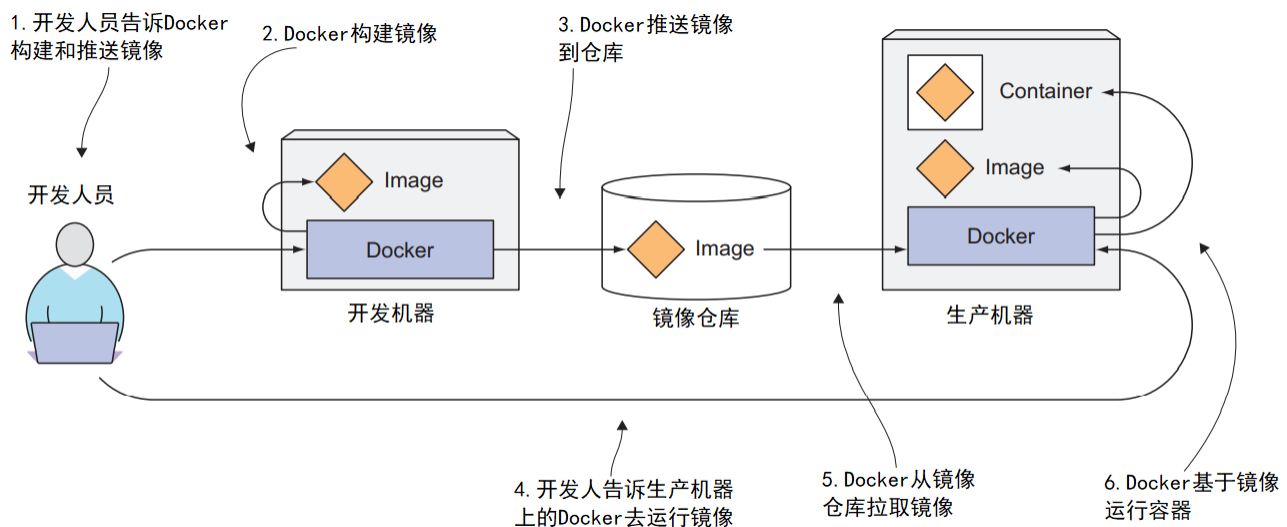 1.开发人员告诉Docker
构建和推送镜像
2.Docker构建镜像
3.Docker推送镜像
到仓库
Container
Image
Docker
生产机器
开发人员
Image
Docker
开发机器
Image
镜像仓库
4.开发人告诉生产机器
上的Docker去运行镜像
5.Docker从镜像
仓库拉取镜像
6.Docker基于镜像
运行容器